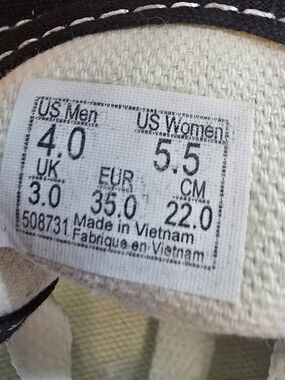 US Men US Women
4.0 5.5
UK EUR CM
3.0 35.0 22.0
508731 Made in Vietnam
Fabrique en Vietnam